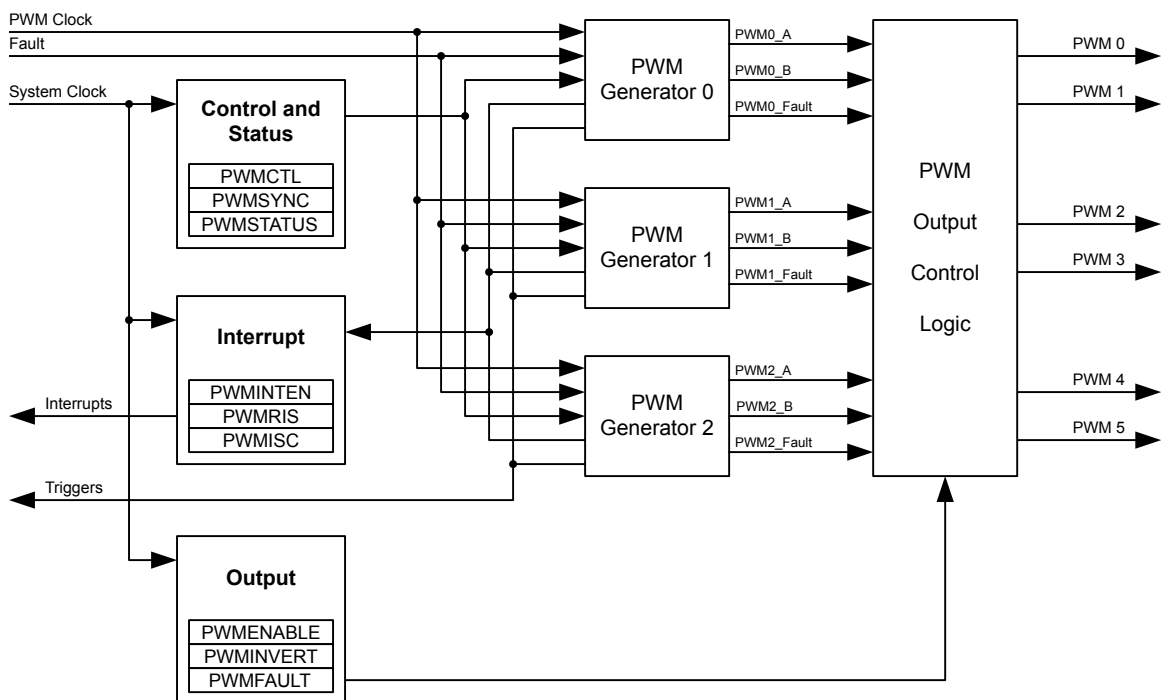 PWM Clock
Fault
System Clock
Control and
Status
PWMCTL
PWMSYNC
PWMSTATUS
Interrupt
PWMINTEN
PWMRIS
PWMISC
Interrupts
Triggers
Output
PWMENABLE
PWMINVERT
PWMFAULT
PWM
Generator 0
PWM0_A
PWM0_B
PWM0_Fault
PWM
Generator 1
PWM1_A
PWM1_B
PWM1_Fault
PWM
Generator 2
PWM2_A
PWM2_B
PWM2_Fault
PWM
Output
Control
Logic
PWM 0
PWM 1
PWM 2
PWM 3
PWM 4
PWM 5